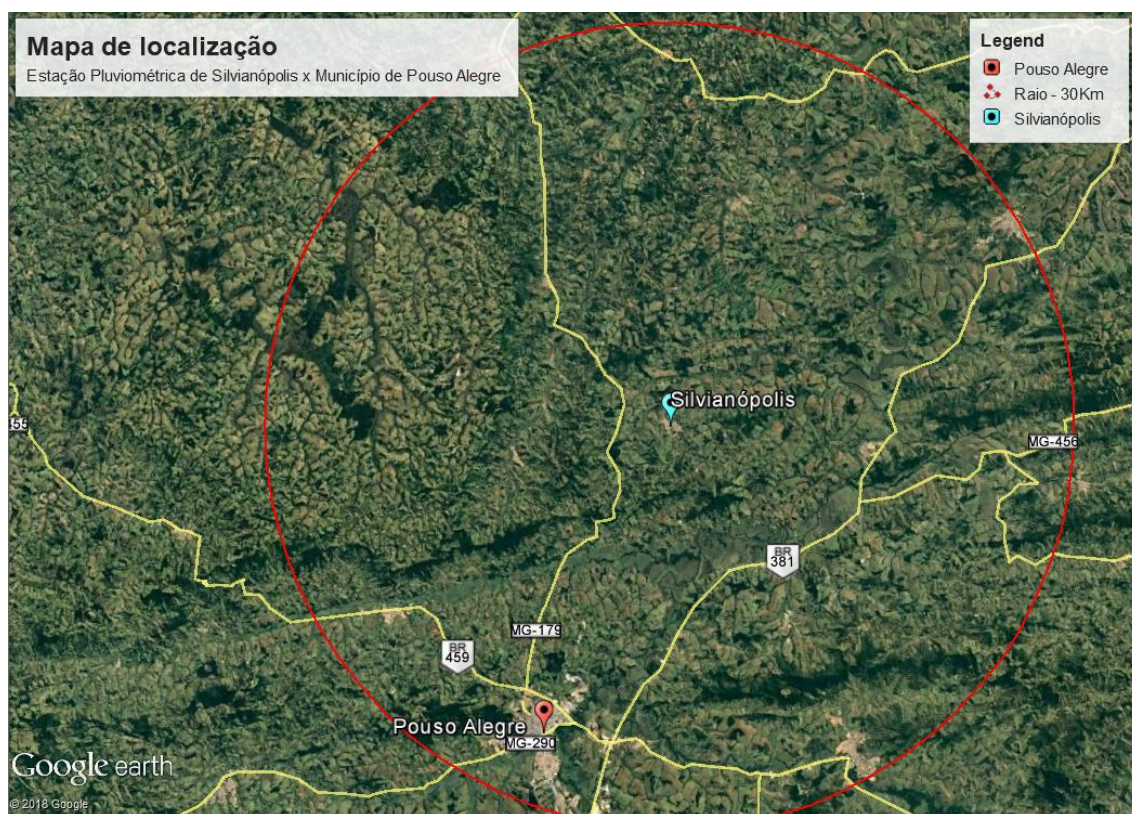 Mapa de localização
Estação Pluviométrica de Silvianópolis x Município de Pouso Alegre
Legend
Pouso Alegre
Raio - 30Km
Silvianópolis
Silvianópolis
455
MG-456
BR
381
MG-179
BR
459
Pouso Alegre
MG-290
Google earth
© 2018 Google